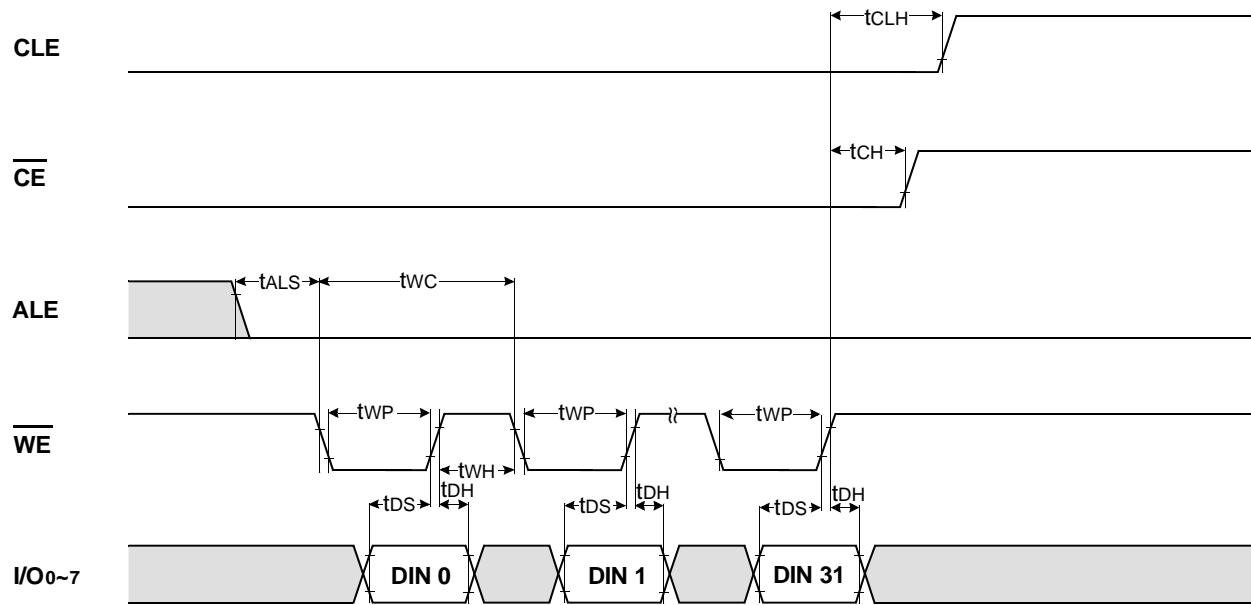 CLE
tCLH
CE
tCH
ALE
tALS
tWC
WE
tWP
tWP
tWP
tWH
tDS
tDH
tDS
tDH
tDS
tDH
I/O0~7
DIN 0
DIN 1
DIN 31